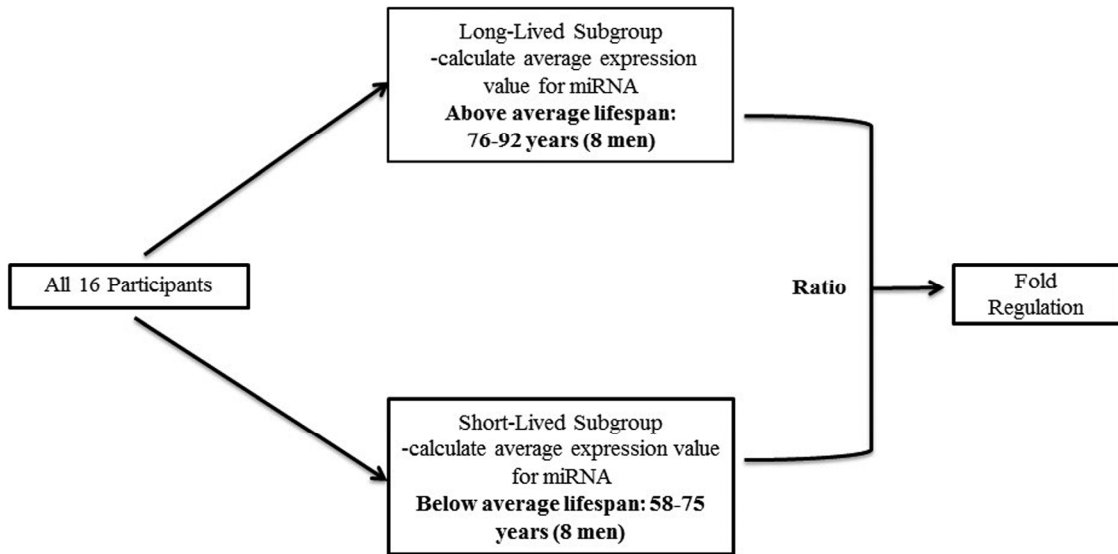 Long-Lived Subgroup
-calculate average expression
value for miRNA
Above average lifespan:
76-92 years (8 men)
All 16 Participants
Ratio
Fold
Regulation
Short-Lived Subgroup
-calculate average expression value
for miRNA
Below average lifespan: 58-75
years (8 men)